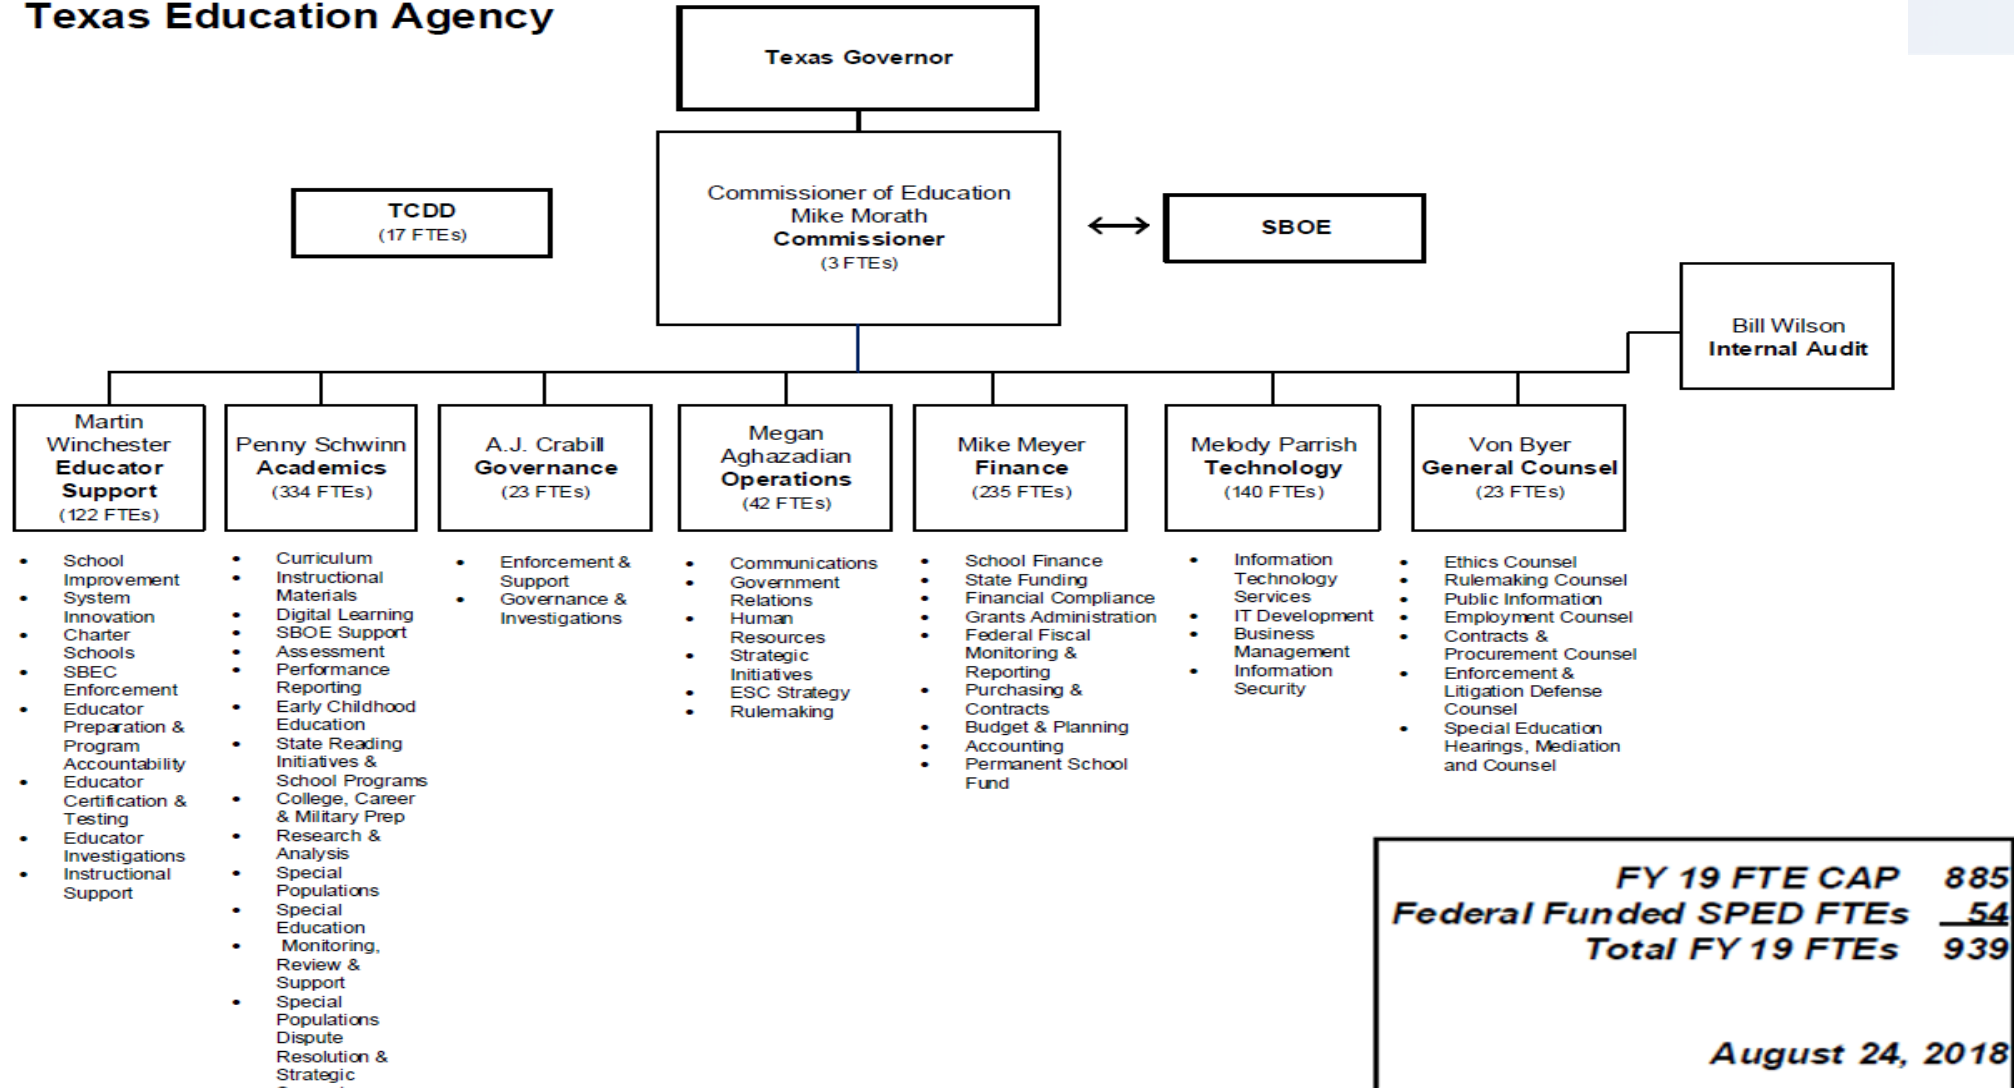 Texas Education Agency
Texas Governor
Commissioner of Education
Mike Morath
Commissioner
(3 FTEs)
TCDD
(17 FTEs)
SBOE
Bill Wilson
Internal Audit
Martin
Winchester
Educator
Support
(122 FTEs)
Penny Schwinn
Academics
(334 FTEs)
A.J. Crabill
Governance
(23 FTEs)
Megan
Aghazadian
Operations
(42 FTEs)
Mike Meyer
Finance
(235 FTEs)
Melody Parrish
Technology
(140 FTEs)
Von Byer
General Counsel
(23 FTEs)
• School
Improvement
• System
Innovation
• Charter
Schools
• SBEC
Enforcement
• Educator
Preparation &
Program
Accountability
• Educator
Certification &
Testing
• Educator
Investigations
• Instructional
Support
• Curriculum
• Instructional
Materials
• Digital Learning
• SBOE Support
• Assessment
• Performance
Reporting
• Early Childhood
Education
• State Reading
Initiatives &
School Programs
• College, Career
& Military Prep
• Research &
Analysis
• Special
Populations
• Special
Education
• Monitoring,
Review &
Support
• Special
Populations
Dispute
Resolution &
Strategic
• Enforcement &
Support
• Governance &
Investigations
• Communications
• Government
Relations
• Human
Resources
• Strategic
Initiatives
• ESC Strategy
• Rulemaking
• School Finance
• State Funding
• Financial Compliance
• Grants Administration
• Federal Fiscal
Monitoring &
Reporting
• Purchasing &
Contracts
• Budget & Planning
• Accounting
• Permanent School
Fund
• Information
Technology
Services
• IT Development
• Business
Management
• Information
Security
• Ethics Counsel
• Rulemaking Counsel
• Public Information
• Employment Counsel
• Contracts &
Procurement Counsel
• Enforcement &
Litigation Defense
Counsel
• Special Education
Hearings, Mediation
and Counsel
FY 19 FTE CAP 885
Federal Funded SPED FTEs 54
Total FY 19 FTEs 939
August 24, 2018